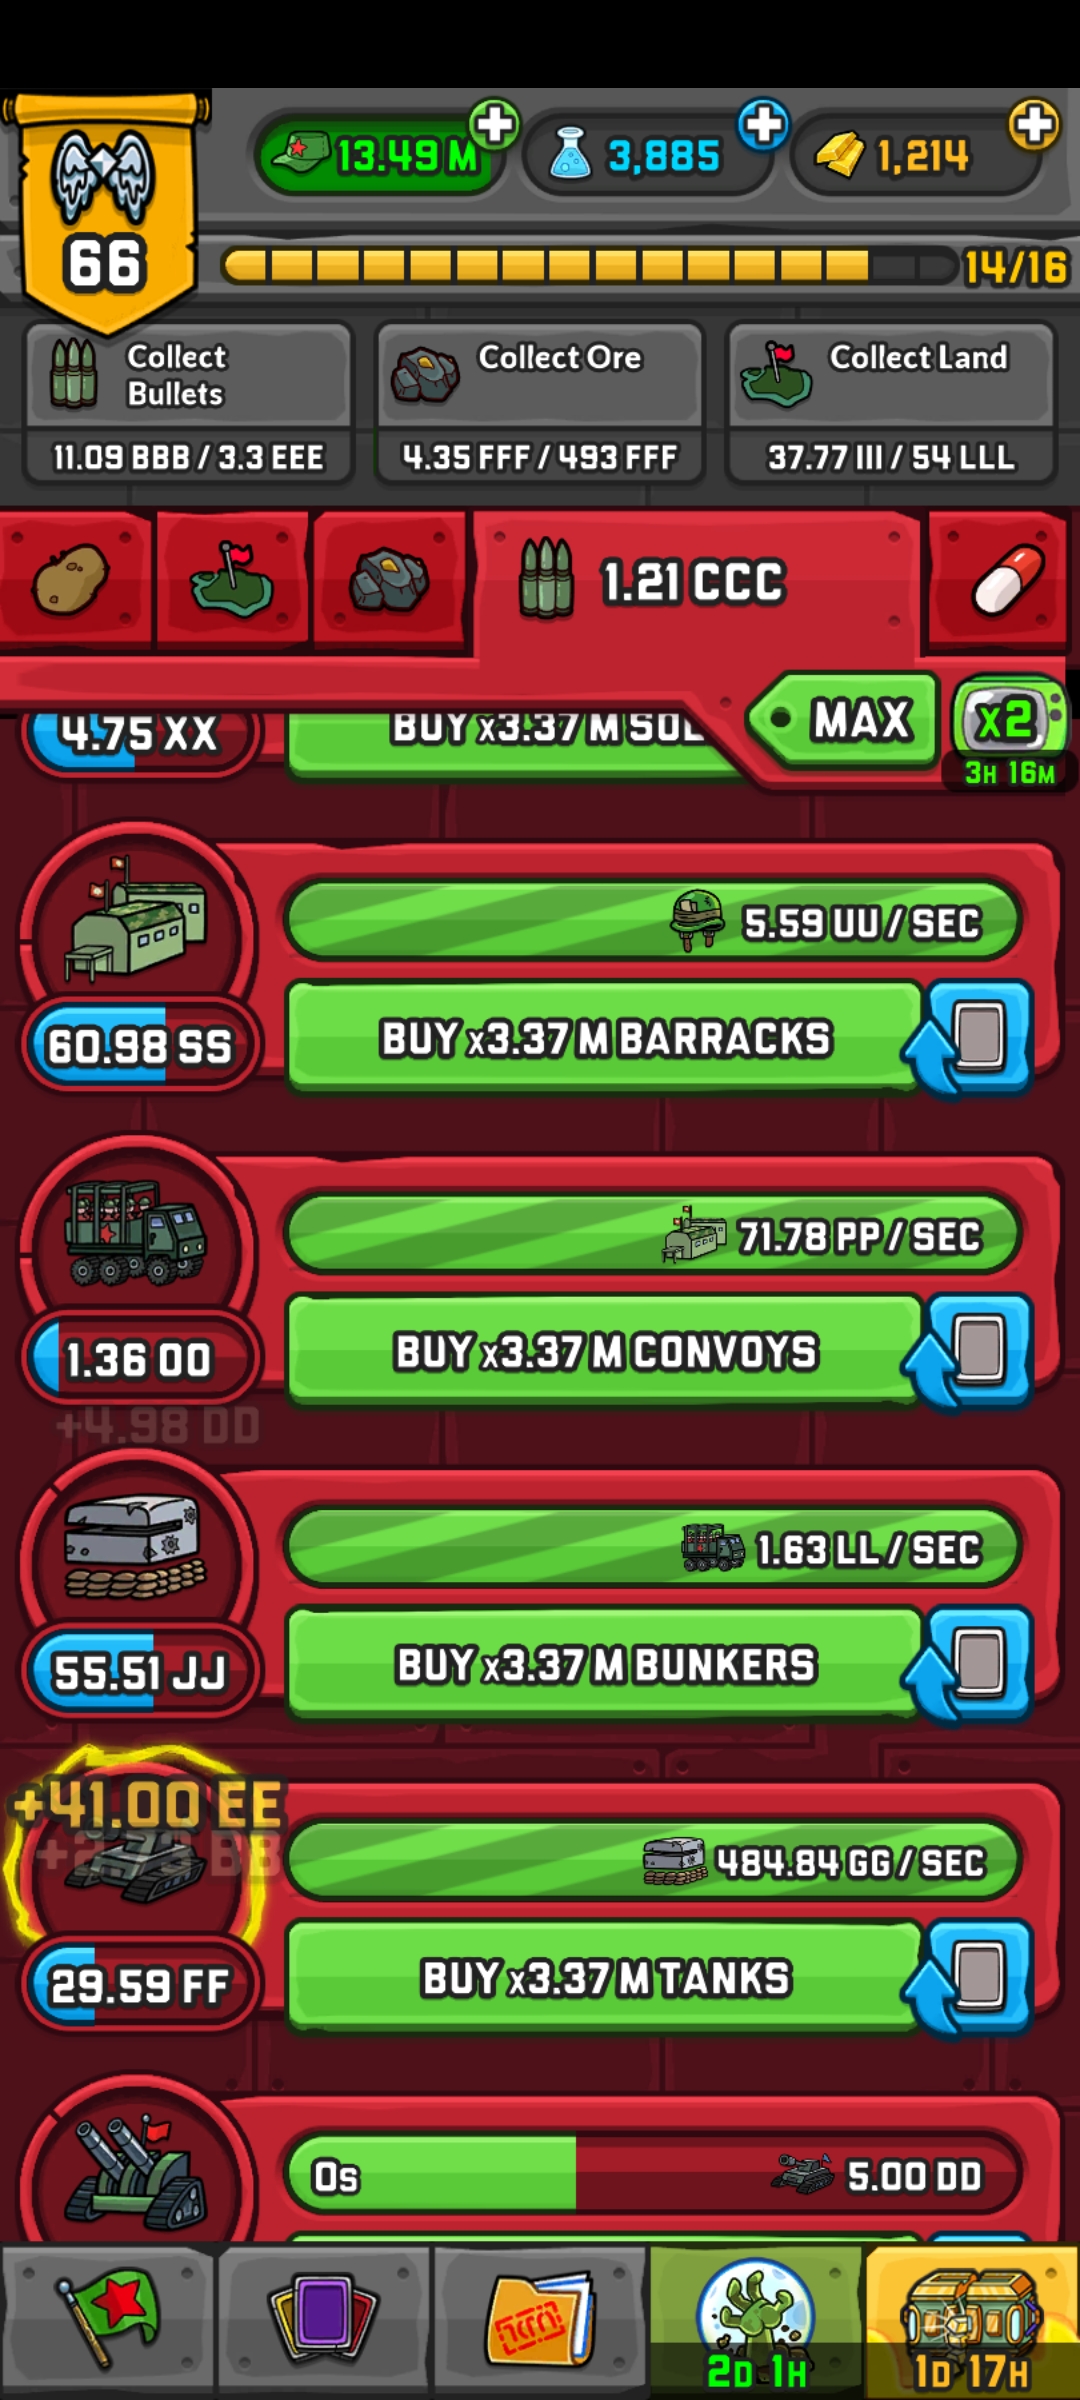 13.49 M
3,885
1,214
66
14/16
Collect
Bullets
Collect Ore
Collect Land
11.09 BBB / 3.3 EEE
4.35 FFF / 493 FFF
37.77 III / 54 LLL
1.21 CCC
MAX
x2
3H 16M
4.75 XX
BUY x3.37 M SOL
5.59 UU / SEC
60.98 SS
BUY x3.37 M BARRACKS
71.78 PP / SEC
1.36 OO
BUY x3.37 M CONVOYS
+4.98 DD
1.63 LL / SEC
55.51 JJ
BUY x3.37 M BUNKERS
+41.00 EE
484.84 GG / SEC
29.59 FF
BUY x3.37 M TANKS
0s
5.00 DD
2D 1H
1D 17H